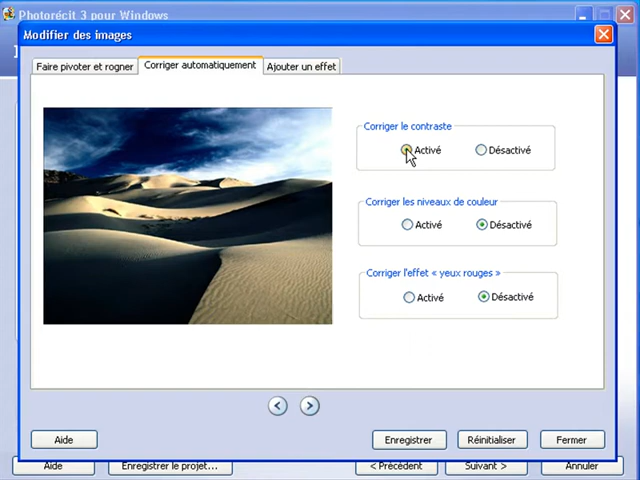 Photorécit 3 pour Windows
Modifier des images
Faire pivoter et rogner
Corriger automatiquement
Ajouter un effet
Corriger le contraste
Activé
Désactivé
Corriger les niveaux de couleur
Activé
Désactivé
Corriger l'effet « yeux rouges »
Activé
Désactivé
Aide
Enregistrer
Réinitialiser
Fermer
Aide
Enregistrer le projet...
< Précédent
Suivant >
Annuler